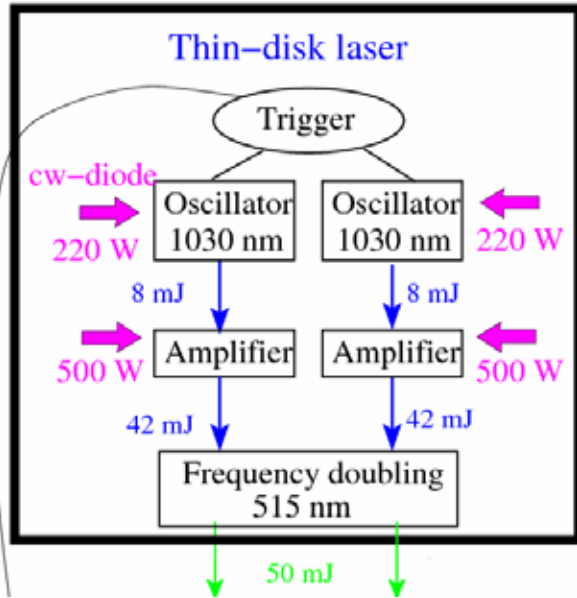 Thin-disk laser
Trigger
cw-diode
Oscillator
1030 nm
Oscillator
1030 nm
220 W
220 W
8 mJ
8 mJ
Amplifier
Amplifier
500 W
500 W
42 mJ
42 mJ
Frequency doubling
515 nm
50 mJ